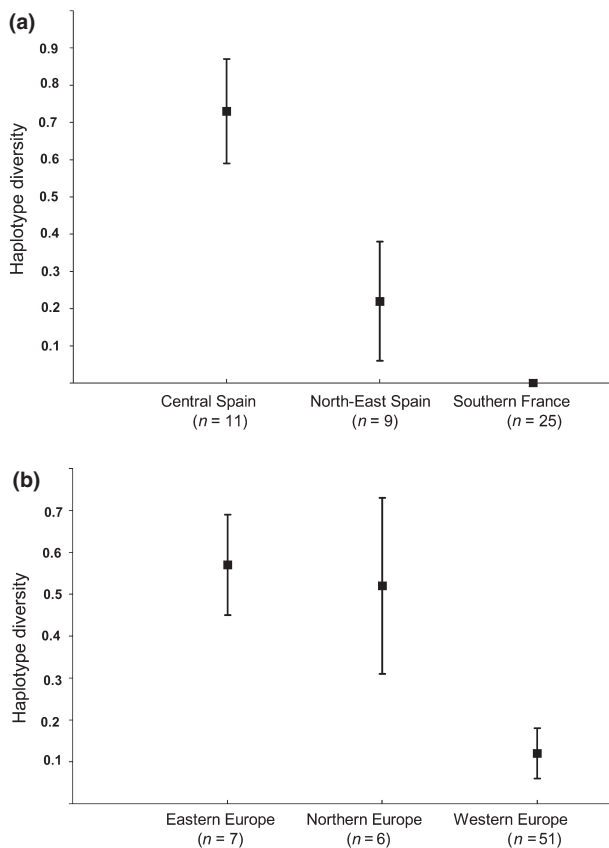 (a)
Haplotype diversity
0.9
0.8
0.7
0.6
0.5
0.4
0.3
0.2
0.1
Central Spain North-East Spain Southern France
(n = 11) (n = 9) (n = 25)
(b)
Haplotype diversity
0.7
0.6
0.5
0.4
0.3
0.2
0.1
Eastern Europe Northern Europe Western Europe
(n = 7) (n = 6) (n = 51)